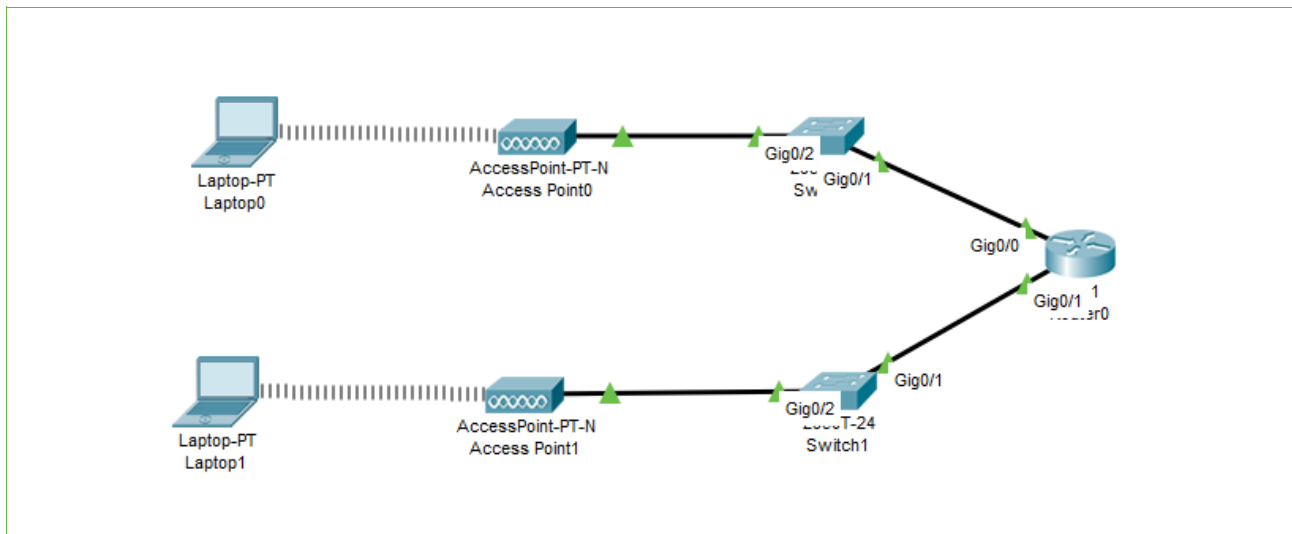 Laptop-PT
Laptop0
AccessPoint-PT-N
Access Point0
Gig0/2
Gig0/1
Gig0/0
Gig0/1
Laptop-PT
Laptop1
AccessPoint-PT-N
Access Point1
Gig0/2
Gig0/1
Switch1